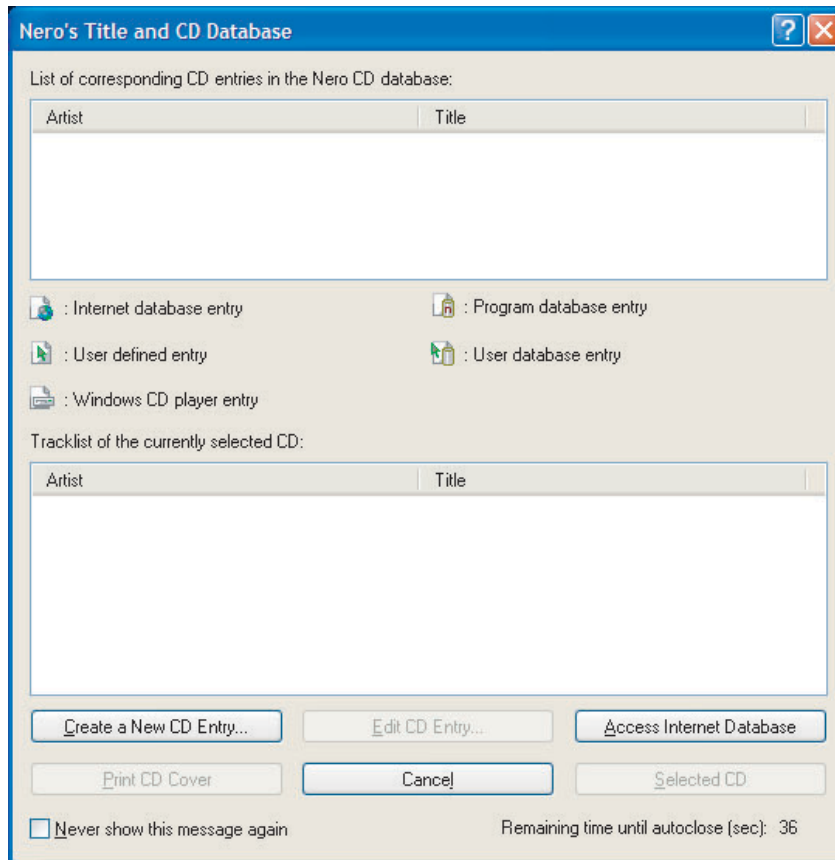 Nero's Title and CD Database
List of corresponding CD entries in the Nero CD database:
Artist Title
: Internet database entry : Program database entry
: User defined entry : User database entry
: Windows CD player entry
Tracklist of the currently selected CD:
Artist Title
Create a New CD Entry... Edit CD Entry... Access Internet Database
Print CD Cover Cancel Selected CD
Never show this message again Remaining time until autoclose (sec): 36